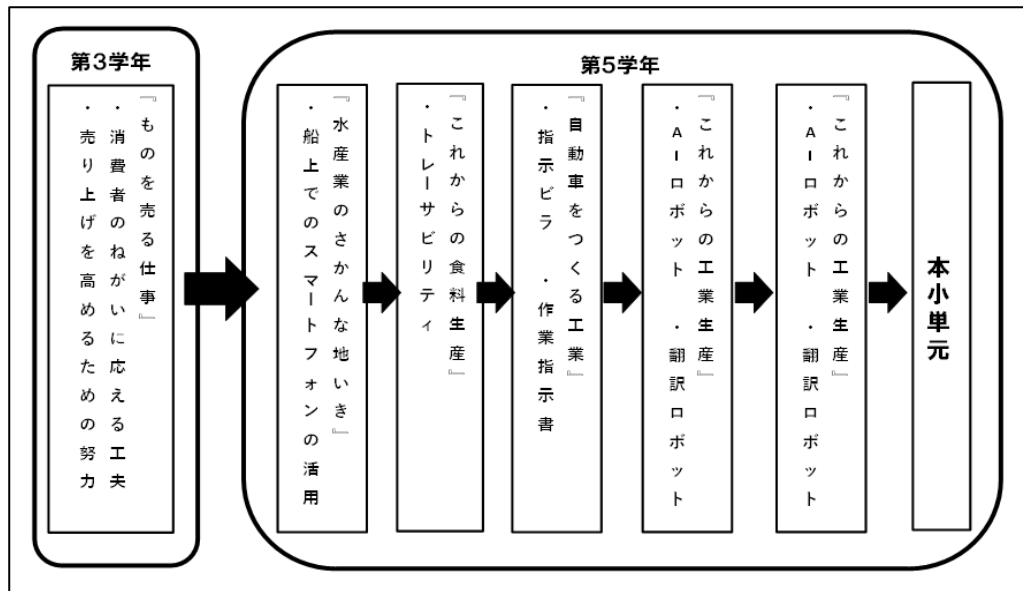 第3学年
『ものを売る仕事』
・消費者のねがいに応える工夫
・売り上げを高めるための努力
第5学年
『水産業のさかんな地いき』
・船上でのスマートフォンの活用
『これからの食料生産』
・トレーサビリティ
『自動車をつくる工業』
・指示ビラ ・作業指示書
『これからの工業生産』
・AIロボット ・翻訳ロボット
『これからの工業生産』
・AIロボット ・翻訳ロボット
本小単元